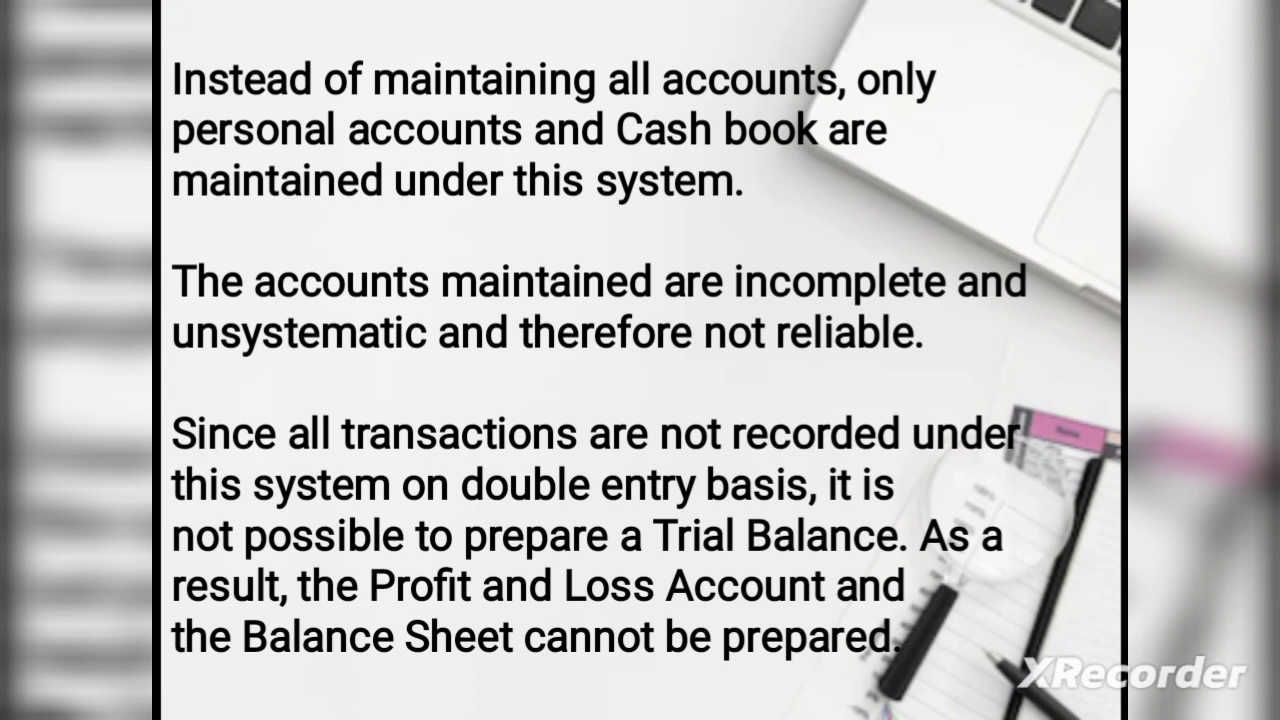 Instead of maintaining all accounts, only
personal accounts and Cash book are
maintained under this system.
The accounts maintained are incomplete and
unsystematic and therefore not reliable.
Since all transactions are not recorded under
this system on double entry basis, it is
not possible to prepare a Trial Balance. As a
result, the Profit and Loss Account and
the Balance Sheet cannot be prepared.
XRecorder